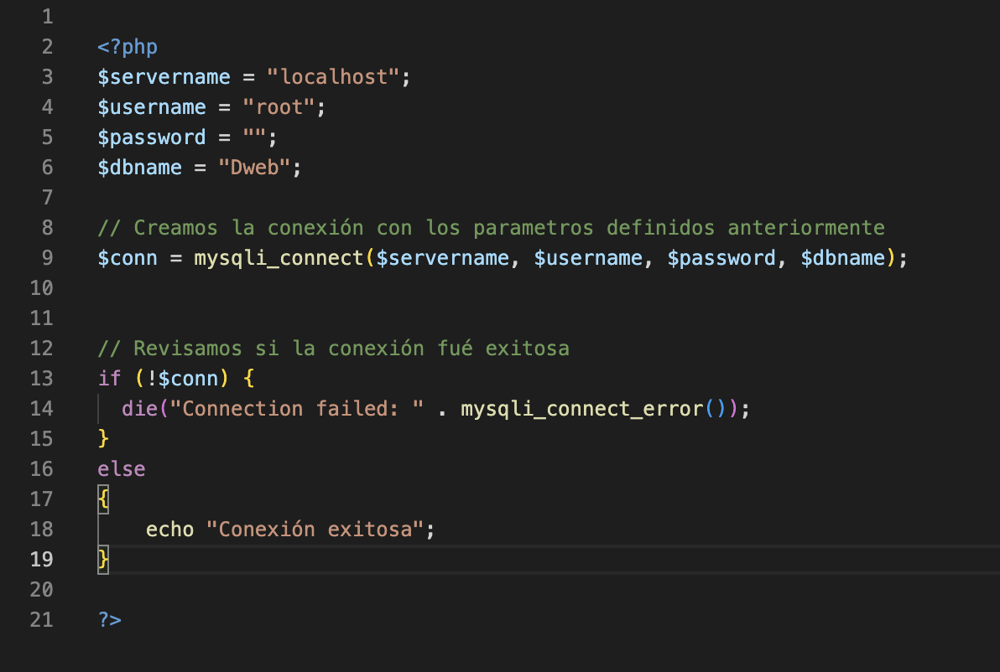 1
2 <?php
3 $servername = "localhost";
4 $username = "root";
5 $password = "";
6 $dbname = "Dweb";
7
8 // Creamos la conexión con los parametros definidos anteriormente
9 $conn = mysqli_connect($servername, $username, $password, $dbname);
10
11
12 // Revisamos si la conexión fué exitosa
13 if (!$conn) {
14   die("Connection failed: " . mysqli_connect_error());
15 }
16 else
17 {
18     echo "Conexión exitosa";
19 }
20
21 ?>